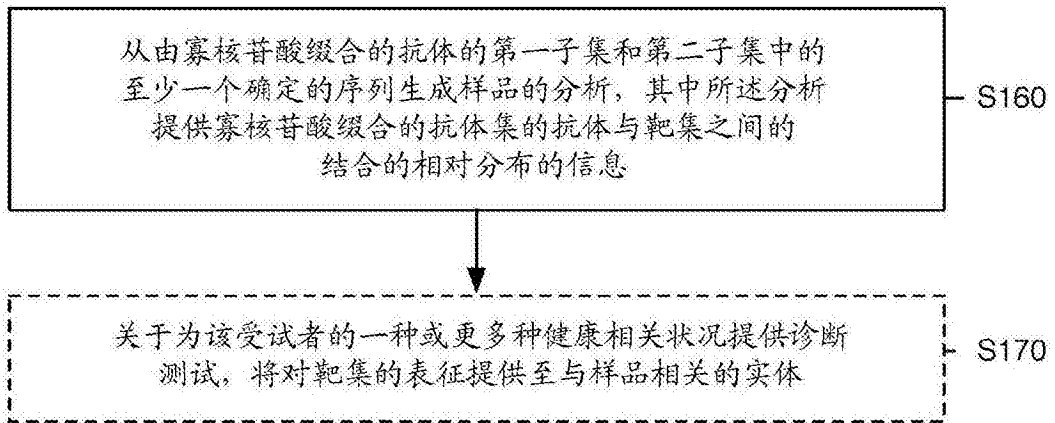 从由寡核苷酸缀合的抗体的第一子集和第二子集中的
至少一个确定的序列生成样品的分析，其中所述分析
提供寡核苷酸缀合的抗体集的抗体与靶集之间的
结合的相对分布的信息
S160
关于为该受试者的一种或更多种健康相关状况提供诊断
测试，将对靶集的表征提供至与样品相关的实体
S170